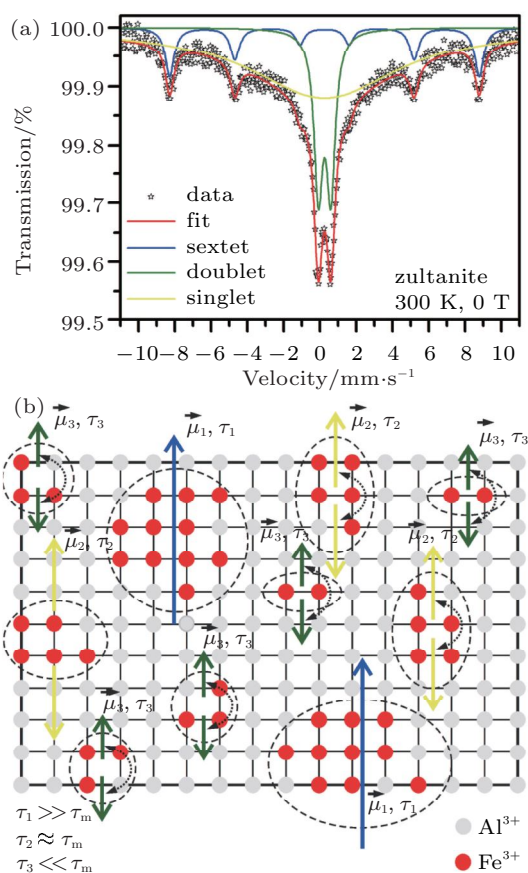 (a)
100.0
99.9
99.8
99.7
99.6
99.5
Transmission/%
data
fit
sextet
doublet
singlet
zultanite
300 K, 0 T
−10 −8 −6 −4 −2 0 2 4 6 8 10
Velocity/mm·s⁻¹
(b)
μ⃗₃, τ₃
μ⃗₁, τ₁
μ⃗₂, τ₂
μ⃗₃, τ₃
μ⃗₂, τ₂
μ⃗₃, τ₃
μ⃗₂, τ₂
μ⃗₃, τ₃
μ⃗₃, τ₃
μ⃗₁, τ₁
τ₁ >> τₘ
τ₂ ≈ τₘ
τ₃ << τₘ
Al³⁺
Fe³⁺